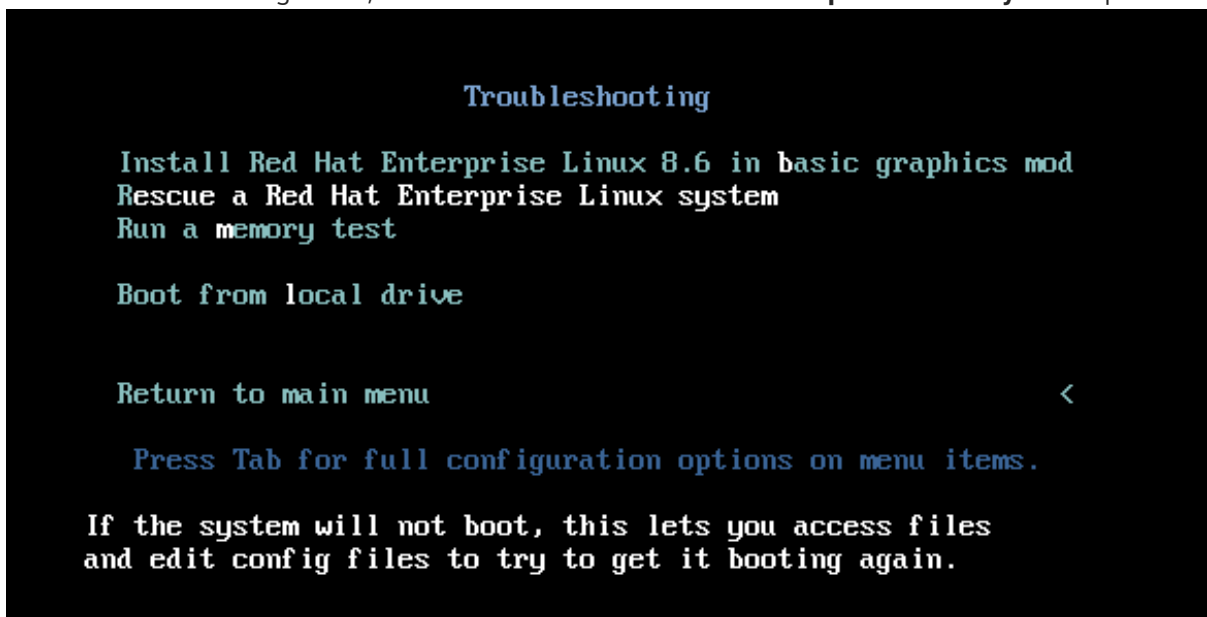 Troubleshooting
Install Red Hat Enterprise Linux 8.6 in basic graphics mod
Rescue a Red Hat Enterprise Linux system
Run a memory test
Boot from local drive
Return to main menu <
Press Tab for full configuration options on menu items.
If the system will not boot, this lets you access files
and edit config files to try to get it booting again.